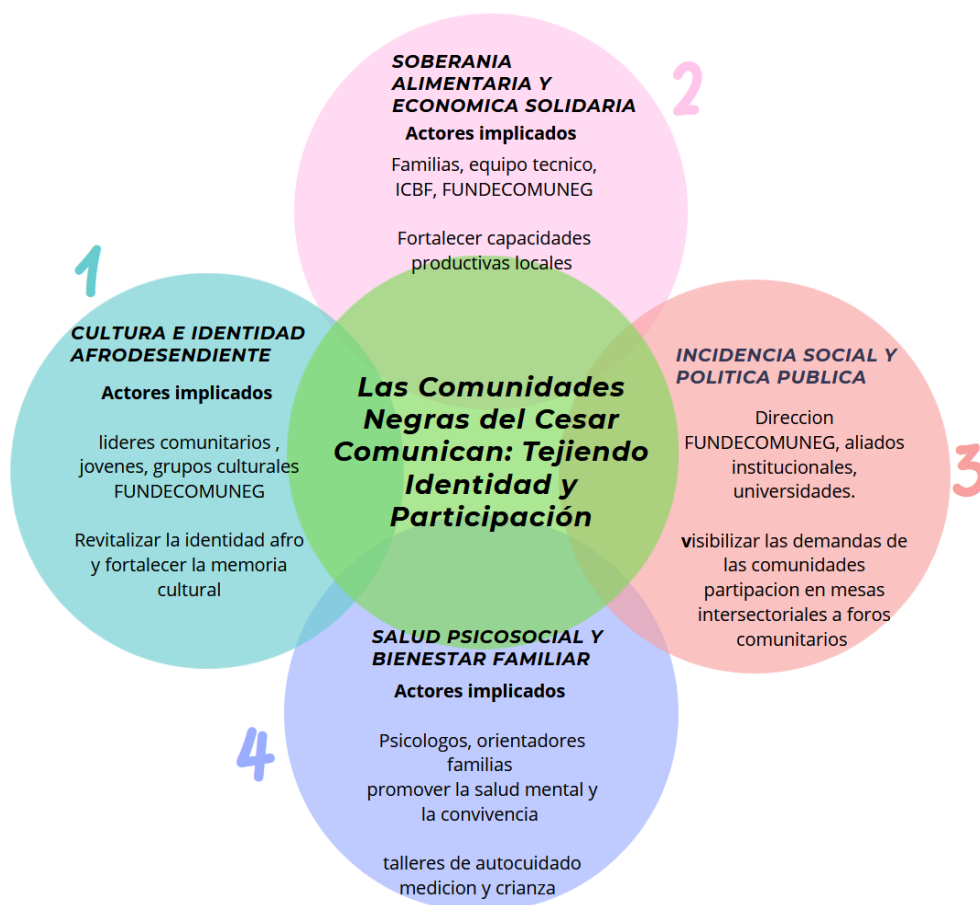 1
CULTURA E IDENTIDAD
AFRODESENDIENTE
Actores implicados
lideres comunitarios ,
jovenes, grupos culturales
FUNDECOMUNEG
Revitalizar la identidad afro
y fortalecer la memoria
cultural
2
SOBERANIA
ALIMENTARIA Y
ECONOMICA SOLIDARIA
Actores implicados
Familias, equipo tecnico,
ICBF, FUNDECOMUNEG
Fortalecer capacidades
productivas locales
Las Comunidades
Negras del Cesar
Comunican: Tejiendo
Identidad y
Participación
3
INCIDENCIA SOCIAL Y
POLITICA PUBLICA
Direccion
FUNDECOMUNEG, aliados
institucionales,
universidades.
visibilizar las demandas de
las comunidades
partipacion en mesas
intersectoriales a foros
comunitarios
4
SALUD PSICOSOCIAL Y
BIENESTAR FAMILIAR
Actores implicados
Psicologos, orientadores
familias
promover la salud mental y
la convivencia
talleres de autocuidado
medicion y crianza